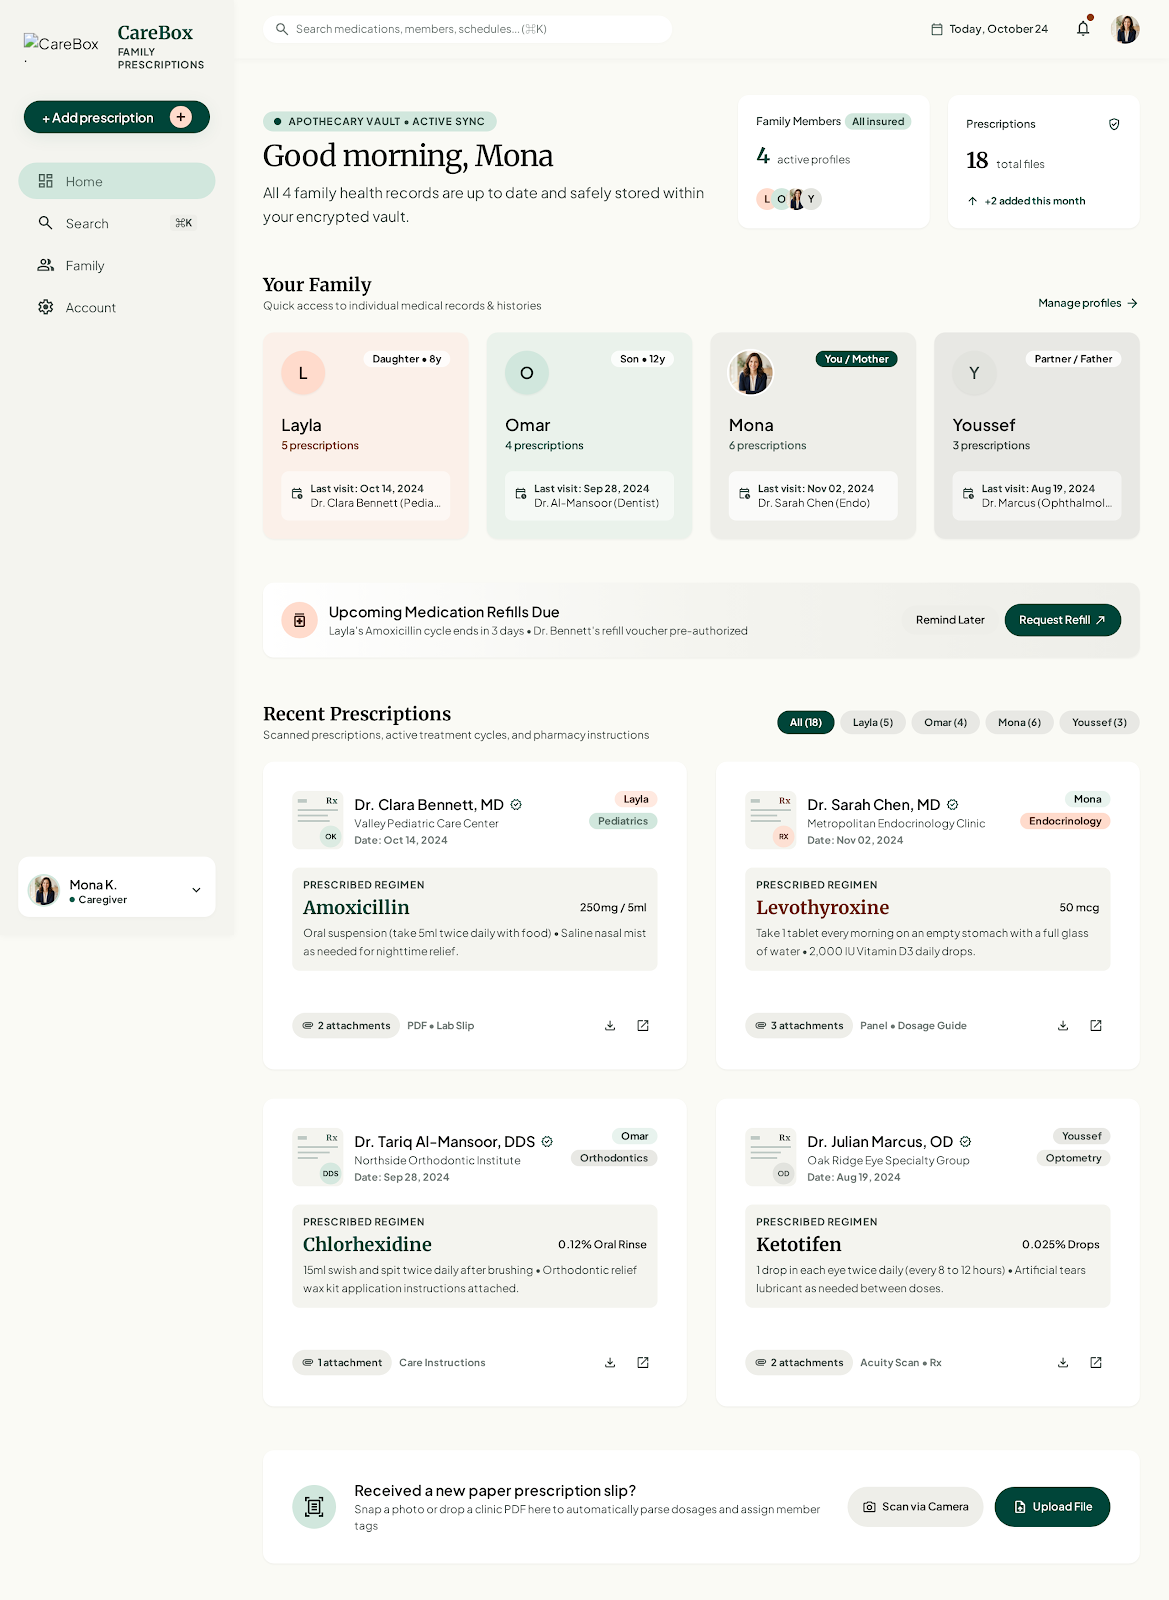 CareBox
CareBox
FAMILY
PRESCRIPTIONS
+ Add prescription
Home
Search ⌘K
Family
Account
Mona K.
Caregiver
Search medications, members, schedules... (⌘K)
Today, October 24
APOTHECARY VAULT • ACTIVE SYNC
Good morning, Mona
All 4 family health records are up to date and safely stored within
your encrypted vault.
Family Members All insured
4 active profiles
L O Y
Prescriptions
18 total files
+2 added this month
Your Family
Quick access to individual medical records & histories
Manage profiles
L
Daughter • 8y
Layla
5 prescriptions
Last visit: Oct 14, 2024
Dr. Clara Bennett (Pedia...
O
Son • 12y
Omar
4 prescriptions
Last visit: Sep 28, 2024
Dr. Al-Mansoor (Dentist)
You / Mother
Mona
6 prescriptions
Last visit: Nov 02, 2024
Dr. Sarah Chen (Endo)
Y
Partner / Father
Youssef
3 prescriptions
Last visit: Aug 19, 2024
Dr. Marcus (Ophthalmol...
Upcoming Medication Refills Due
Layla's Amoxicillin cycle ends in 3 days • Dr. Bennett's refill voucher pre-authorized
Remind Later
Request Refill
Recent Prescriptions
Scanned prescriptions, active treatment cycles, and pharmacy instructions
All (18)
Layla (5)
Omar (4)
Mona (6)
Youssef (3)
Rx
OK
Dr. Clara Bennett, MD
Valley Pediatric Care Center
Date: Oct 14, 2024
Layla
Pediatrics
PRESCRIBED REGIMEN
Amoxicillin 250mg / 5ml
Oral suspension (take 5ml twice daily with food) • Saline nasal mist
as needed for nighttime relief.
2 attachments
PDF • Lab Slip
Rx
RX
Dr. Sarah Chen, MD
Metropolitan Endocrinology Clinic
Date: Nov 02, 2024
Mona
Endocrinology
PRESCRIBED REGIMEN
Levothyroxine 50 mcg
Take 1 tablet every morning on an empty stomach with a full glass
of water • 2,000 IU Vitamin D3 daily drops.
3 attachments
Panel • Dosage Guide
Rx
DDS
Dr. Tariq Al-Mansoor, DDS
Northside Orthodontic Institute
Date: Sep 28, 2024
Omar
Orthodontics
PRESCRIBED REGIMEN
Chlorhexidine 0.12% Oral Rinse
15ml swish and spit twice daily after brushing • Orthodontic relief
wax kit application instructions attached.
1 attachment
Care Instructions
Rx
OD
Dr. Julian Marcus, OD
Oak Ridge Eye Specialty Group
Date: Aug 19, 2024
Youssef
Optometry
PRESCRIBED REGIMEN
Ketotifen 0.025% Drops
1 drop in each eye twice daily (every 8 to 12 hours) • Artificial tears
lubricant as needed between doses.
2 attachments
Acuity Scan • Rx
Received a new paper prescription slip?
Snap a photo or drop a clinic PDF here to automatically parse dosages and assign member
tags
Scan via Camera
Upload File